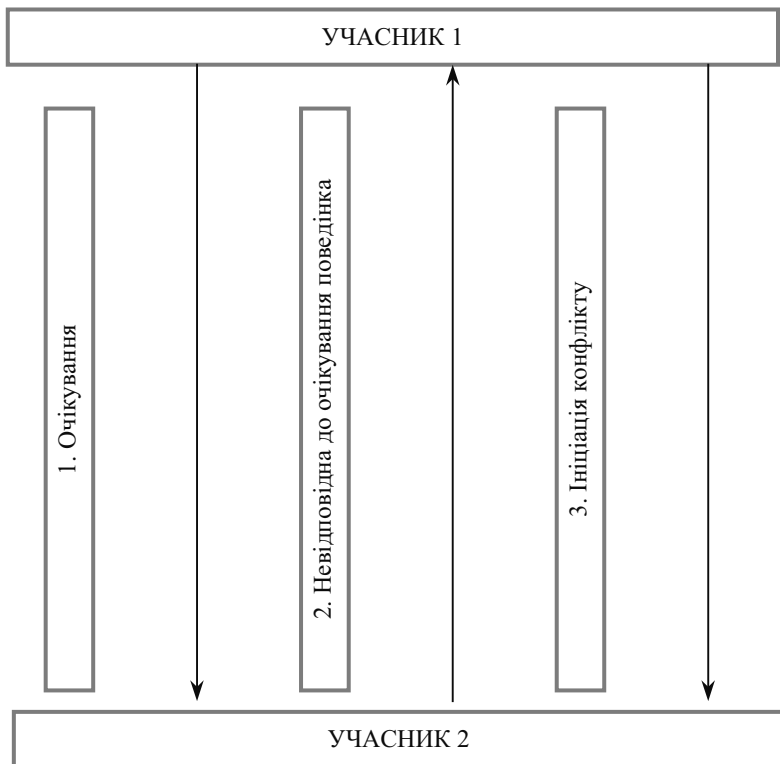 УЧАСНИК 1
1. Очікування
2. Невідповідна до очікування поведінка
3. Ініціація конфлікту
УЧАСНИК 2